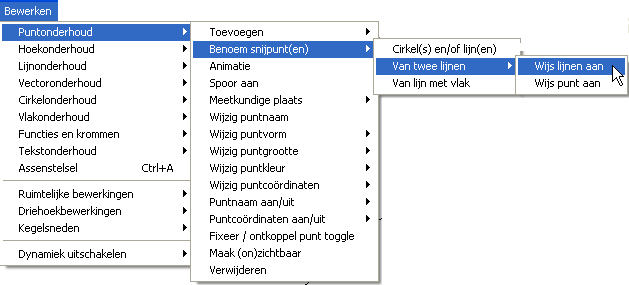 Bewerken
Puntonderhoud
Hoekonderhoud
Lijnonderhoud
Vectoronderhoud
Cirkelonderhoud
Vlakonderhoud
Functies en krommen
Tekstonderhoud
Assenstelsel Ctrl+A
Ruimtelijke bewerkingen
Driehoekbewerkingen
Kegelsneden
Dynamiek uitschakelen
Toevoegen
Benoem snijpunt(en)
Animatie
Spoor aan
Meetkundige plaats
Wijzig puntnaam
Wijzig puntvorm
Wijzig puntgrootte
Wijzig puntkleur
Wijzig puntcoördinaten
Puntnaam aan/uit
Puntcoördinaten aan/uit
Fixeer / ontkoppel punt toggle
Maak (on)zichtbaar
Verwijderen
Cirkel(s) en/of lijn(en)
Van twee lijnen
Van lijn met vlak
Wijs lijnen aan
Wijs punt aan